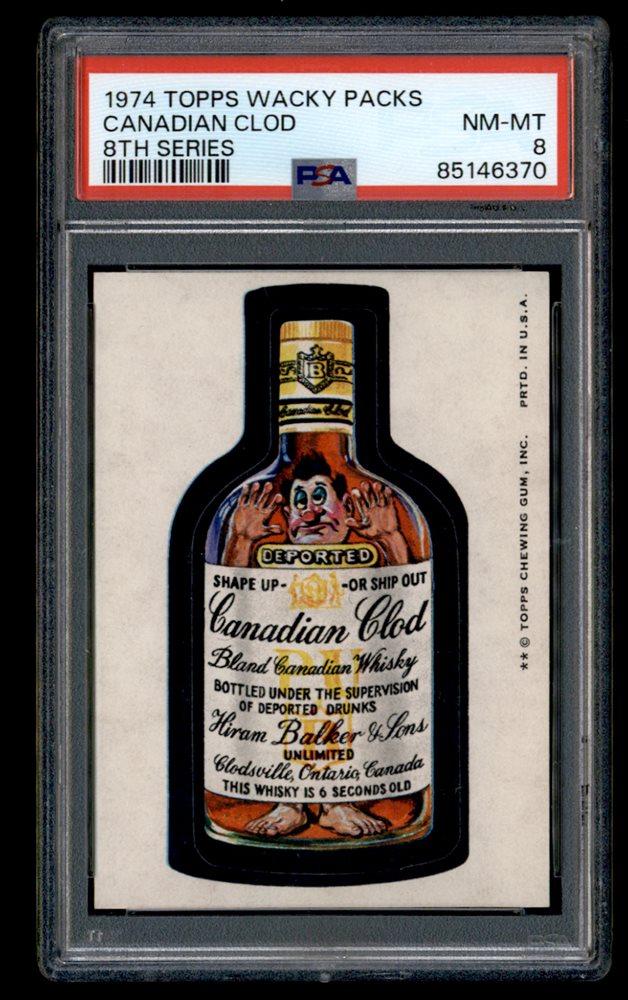 1974 TOPPS WACKY PACKS
CANADIAN CLOD
8TH SERIES
NM-MT
8
85146370
PSA
PRTD. IN U.S.A.
** © TOPPS CHEWING GUM, INC.
B
Canadian Clod
DEPORTED
SHAPE UP- -OR SHIP OUT
Canadian Clod
Bland Canadian Whisky
BOTTLED UNDER THE SUPERVISION
OF DEPORTED DRUNKS
Hiram Balker & Sons
UNLIMITED
Clodsville, Ontario, Canada
THIS WHISKY IS 6 SECONDS OLD